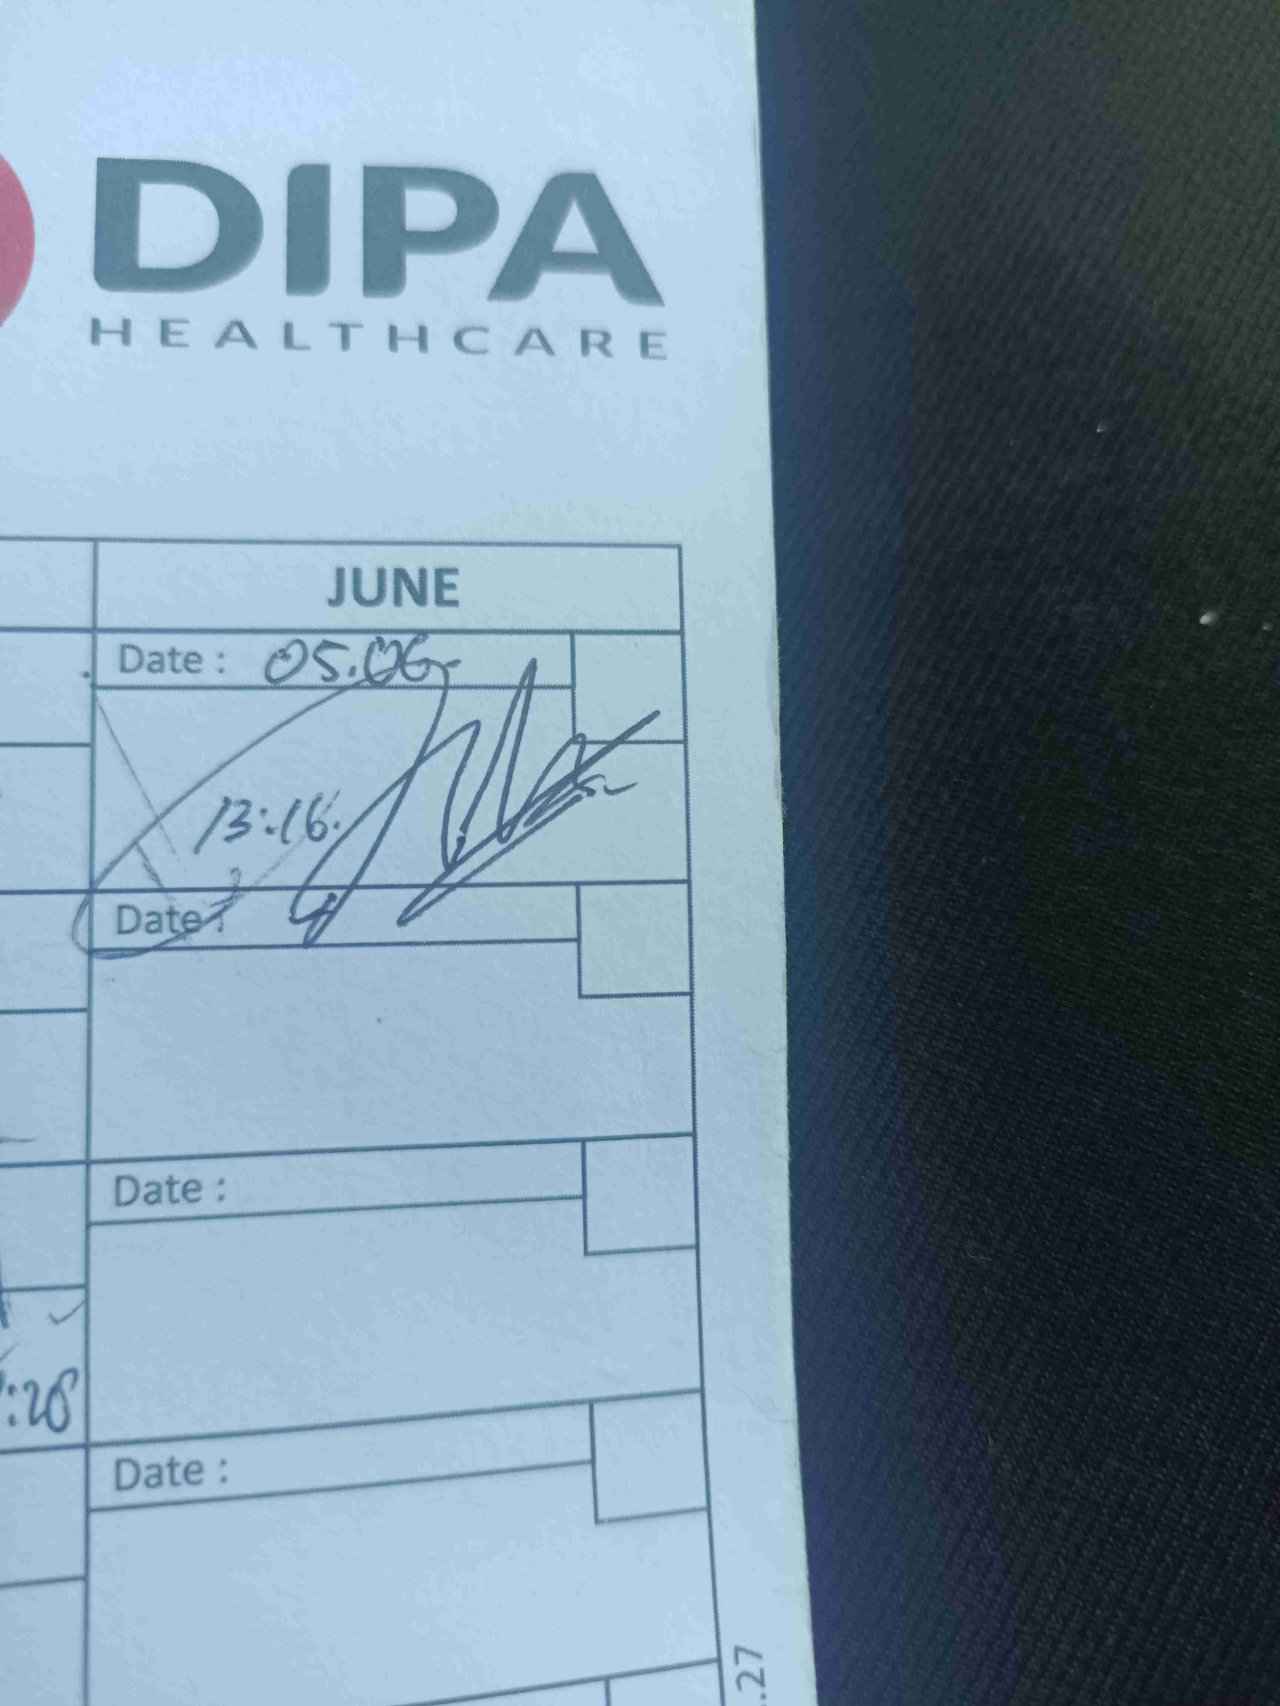 DIPA
HEALTHCARE
JUNE
Date : 05.06
13:16.
Date :
Date :
:28
Date :
.27